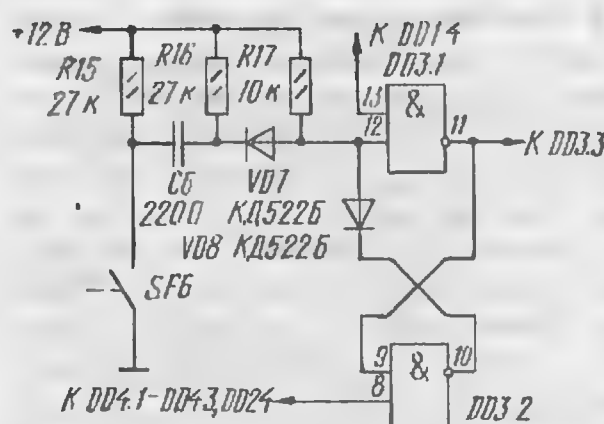 +12 В
R15
27 к
R16
27 к
R17
10 к
К DD1 4
DD3.1
&
13
12
11
К DD3.3
С6
2200
VD7
КД522Б
VD8 КД522Б
SF6
9
8
&
10
DD3 2
К DD4.1-DD4 3, DD2 4